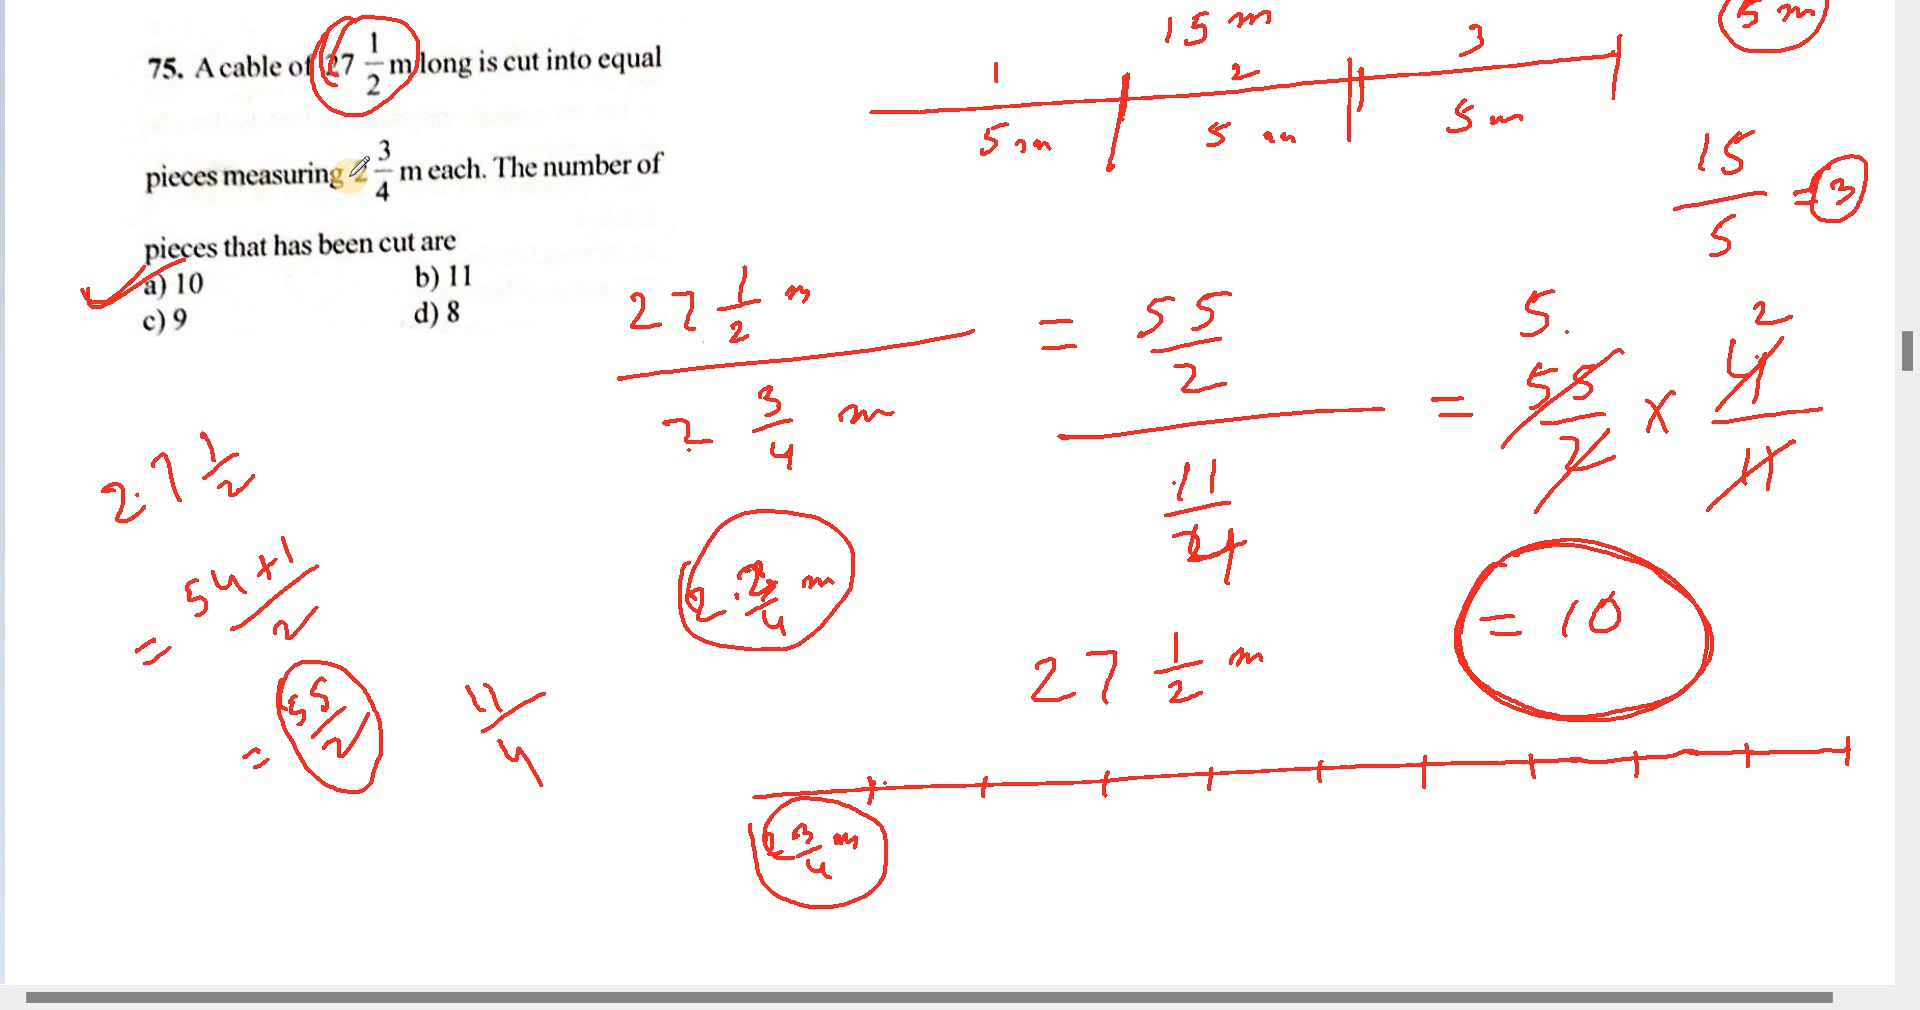 75. A cable of 27 1/2 m long is cut into equal
pieces measuring 2 3/4 m each. The number of
pieces that has been cut are
a) 10 b) 11
c) 9 d) 8
15 m
5 m
1 2 3
5 m 5 m 5 m
15/5 = 3
27 1/2 m / 2 3/4 m = 55/2 / 11/4 = 55/2 × 4/11
5. 2
= 10
27 1/2
= 54+1/2
= 55/2
11/4
2 3/4 m
27 1/2 m
2 3/4 m